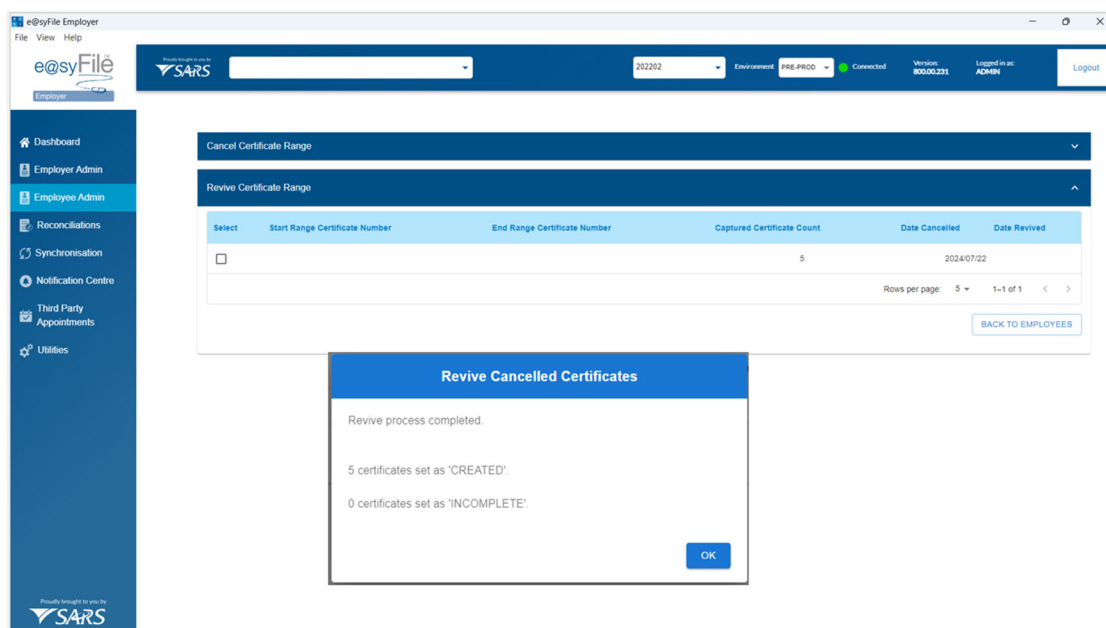 e@syFile Employer
File View Help
e@syFile™
Employer
Proudly brought to you by
SARS
202202
Environment PRE-PROD Connected
Version:
800.00.231
Logged in as:
ADMIN
Logout
Dashboard
Employer Admin
Employee Admin
Reconciliations
Synchronisation
Notification Centre
Third Party
Appointments
Utilities
Cancel Certificate Range
Revive Certificate Range
Select Start Range Certificate Number End Range Certificate Number Captured Certificate Count Date Cancelled Date Revived
5 2024/07/22
Rows per page: 5 1–1 of 1
BACK TO EMPLOYEES
Revive Cancelled Certificates
Revive process completed.
5 certificates set as 'CREATED'.
0 certificates set as 'INCOMPLETE'.
OK
Proudly brought to you by
SARS